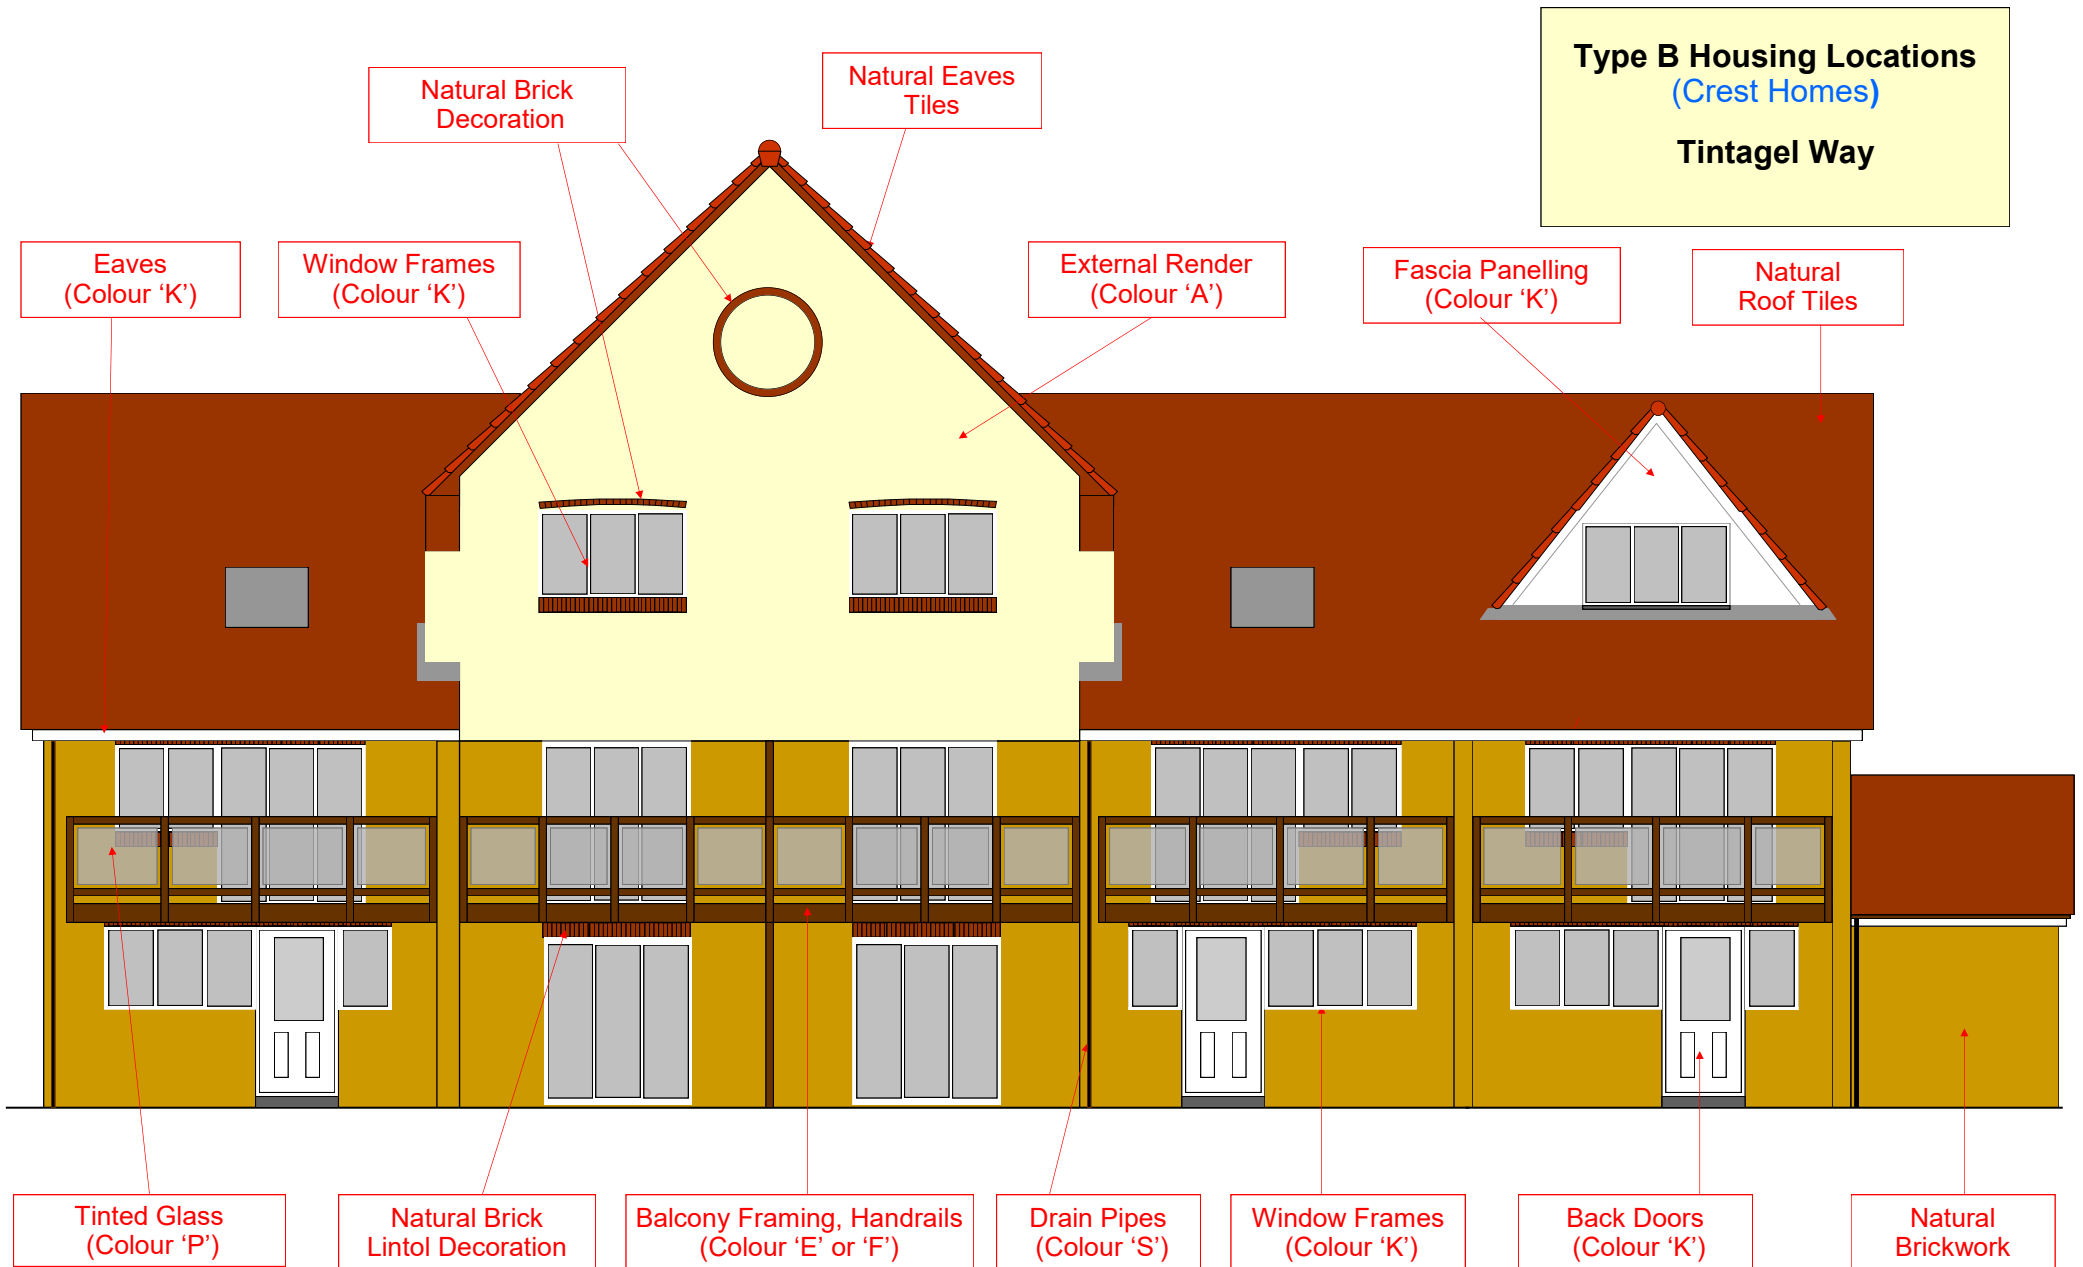 Type B Housing Locations
(Crest Homes)
Tintagel Way
Natural Brick
Decoration
Natural Eaves
Tiles
Eaves
(Colour ‘K’)
Window Frames
(Colour ‘K’)
External Render
(Colour ‘A’)
Fascia Panelling
(Colour ‘K’)
Natural
Roof Tiles
Tinted Glass
(Colour ‘P’)
Natural Brick
Lintol Decoration
Balcony Framing, Handrails
(Colour ‘E’ or ‘F’)
Drain Pipes
(Colour ‘S’)
Window Frames
(Colour ‘K’)
Back Doors
(Colour ‘K’)
Natural
Brickwork